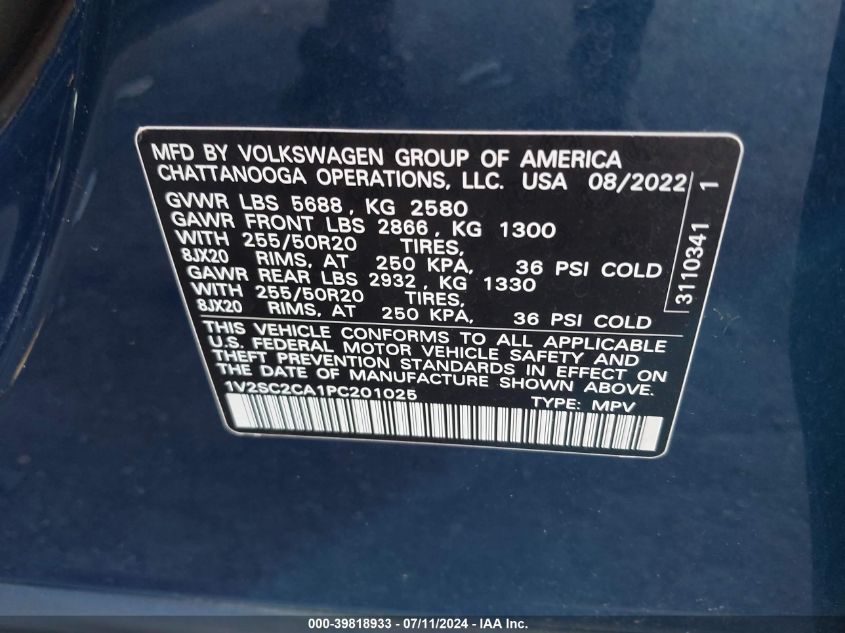 MFD BY VOLKSWAGEN GROUP OF AMERICA
CHATTANOOGA OPERATIONS, LLC. USA 08/2022
GVWR LBS 5688, KG 2580
GAWR FRONT LBS 2866, KG 1300
WITH 255/50R20 TIRES,
8JX20 RIMS, AT 250 KPA, 36 PSI COLD
GAWR REAR LBS 2932, KG 1330
WITH 255/50R20 TIRES,
8JX20 RIMS, AT 250 KPA, 36 PSI COLD
THIS VEHICLE CONFORMS TO ALL APPLICABLE
U.S. FEDERAL MOTOR VEHICLE SAFETY AND
THEFT PREVENTION STANDARDS IN EFFECT ON
THE DATE OF MANUFACTURE SHOWN ABOVE.
1V2SC2CA1PC201025 TYPE: MPV
3110341 1
000-39818933 - 07/11/2024 - IAA Inc.